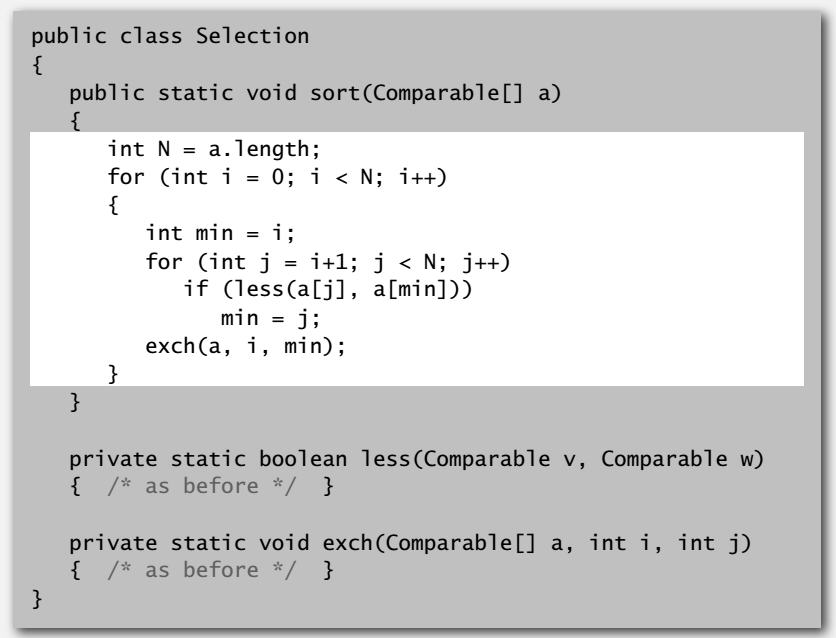 public class Selection
{
   public static void sort(Comparable[] a)
   {
      int N = a.length;
      for (int i = 0; i < N; i++)
      {
         int min = i;
         for (int j = i+1; j < N; j++)
            if (less(a[j], a[min]))
               min = j;
         exch(a, i, min);
      }
   }

   private static boolean less(Comparable v, Comparable w)
   {  /* as before */  }

   private static void exch(Comparable[] a, int i, int j)
   {  /* as before */  }
}